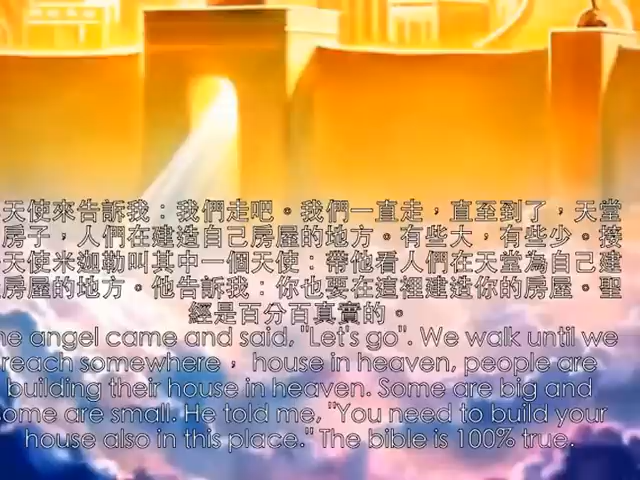 天使來告訴我：我們走吧。我們一直走，直至到了，天堂
房子，人們在建造自己房屋的地方。有些大，有些少。接
天使米迦勒叫其中一個天使：帶他看人們在天堂為自己建
房屋的地方。他告訴我：你也要在這裡建造你的房屋。聖
經是百分百真實的。
he angel came and said, "Let's go". We walk until we
reach somewhere， house in heaven, people are
building their house in heaven. Some are big and
some are small. He told me, "You need to build your
house also in this place." The bible is 100% true.